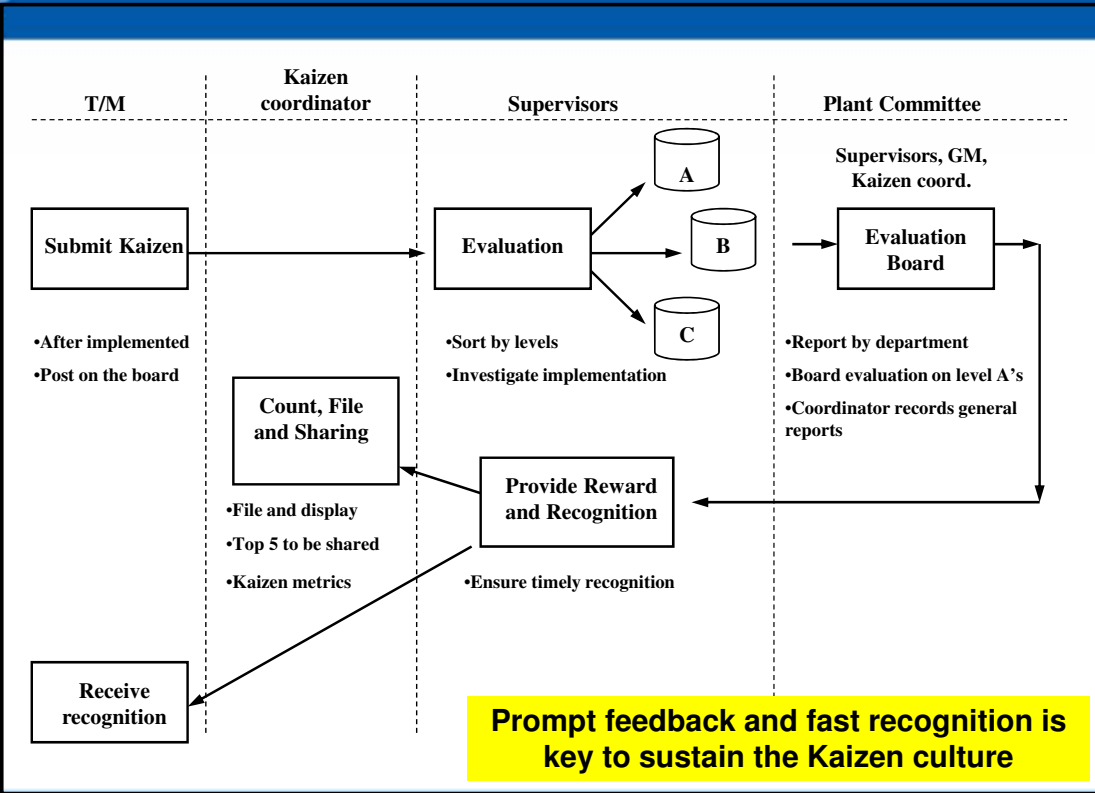 T/M
Kaizen
coordinator
Supervisors
Plant Committee
Supervisors, GM,
Kaizen coord.
Submit Kaizen
Evaluation
A
B
C
Evaluation
Board
•After implemented
•Post on the board
•Sort by levels
•Investigate implementation
•Report by department
•Board evaluation on level A's
•Coordinator records general
reports
Count, File
and Sharing
Provide Reward
and Recognition
•File and display
•Top 5 to be shared
•Kaizen metrics
•Ensure timely recognition
Receive
recognition
Prompt feedback and fast recognition is
key to sustain the Kaizen culture